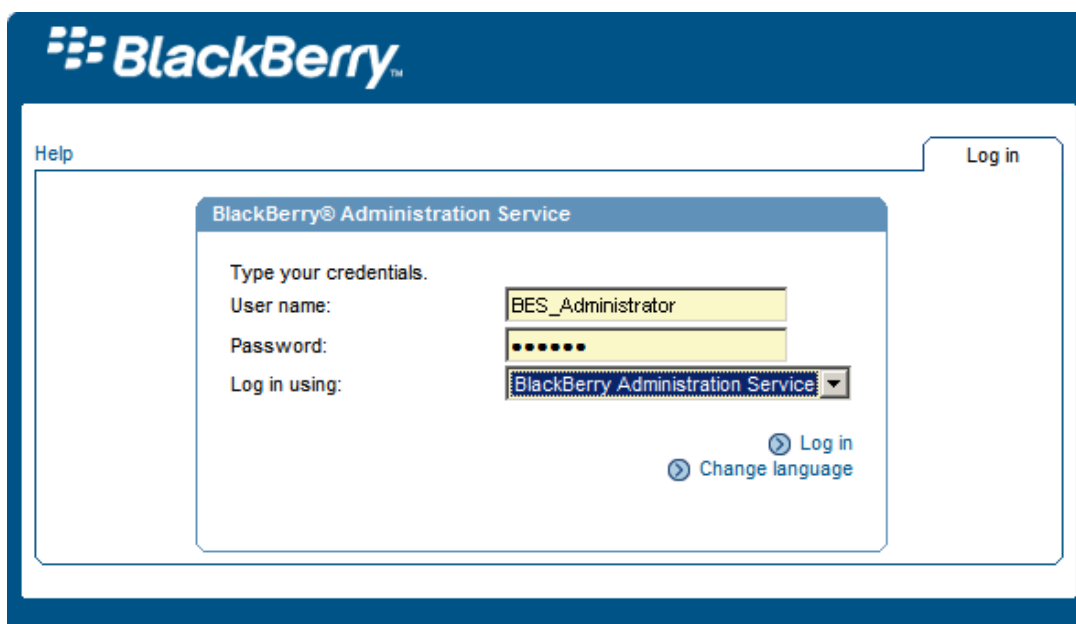 BlackBerry™
Help
Log in
BlackBerry® Administration Service
Type your credentials.
User name: BES_Administrator
Password: ••••••
Log in using: BlackBerry Administration Service
Log in
Change language